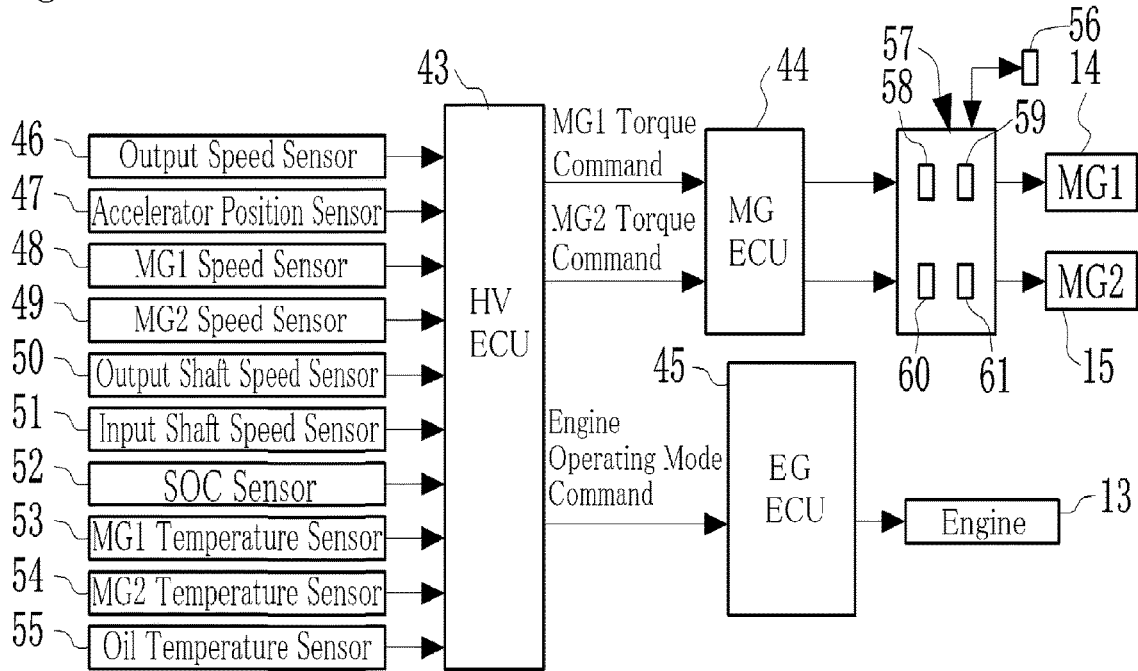 56
57
43
44
58
14
59
46
Output Speed Sensor
MG1 Torque
Command
47
Accelerator Position Sensor
MG1
MG
ECU
MG2 Torque
Command
48
MG1 Speed Sensor
HV
ECU
MG2
49
MG2 Speed Sensor
50
Output Shaft Speed Sensor
45
60
61
15
51
Input Shaft Speed Sensor
Engine
Operating Mode
Command
52
SOC Sensor
EG
ECU
13
Engine
53
MG1 Temperature Sensor
54
MG2 Temperature Sensor
55
Oil Temperature Sensor